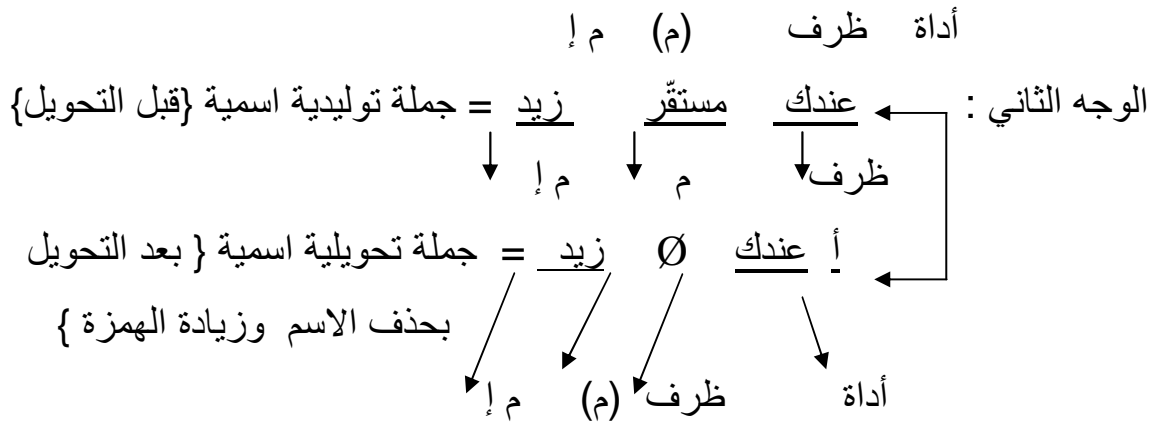 أداة ظرف (م) م إ
الوجه الثاني : عندك مستقّر زيد = جملة توليدية اسمية {قبل التحويل}
ظرف م م إ
أ عندك Ø زيد = جملة تحويلية اسمية { بعد التحويل
بحذف الاسم وزيادة الهمزة }
أداة ظرف (م) م إ